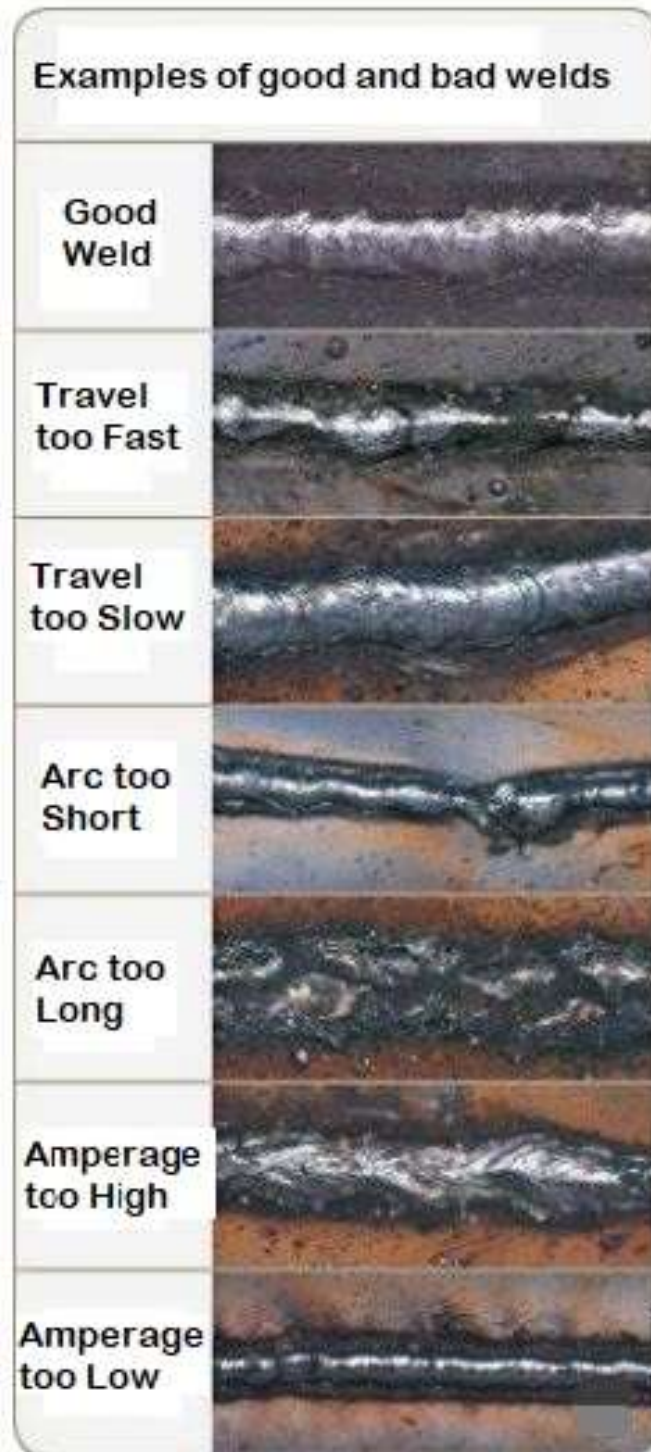 Examples of good and bad welds
Good
Weld
Travel
too Fast
Travel
too Slow
Arc too
Short
Arc too
Long
Amperage
too High
Amperage
too Low